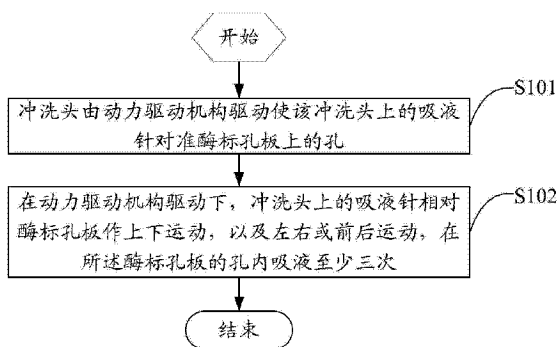 开始
S101
冲洗头由动力驱动机构驱动使该冲洗头上的吸液
针对准酶标孔板上的孔
S102
在动力驱动机构驱动下，冲洗头上的吸液针相对
酶标孔板作上下运动，以及左右或前后运动，在
所述酶标孔板的孔内吸液至少三次
结束